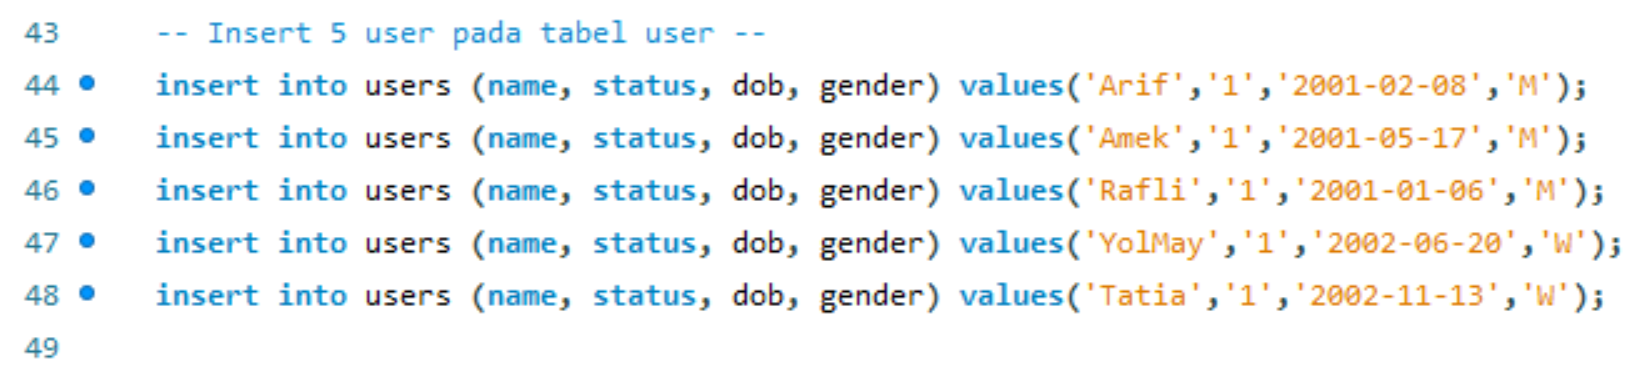 43 -- Insert 5 user pada tabel user --
44 insert into users (name, status, dob, gender) values('Arif','1','2001-02-08','M');
45 insert into users (name, status, dob, gender) values('Amek','1','2001-05-17','M');
46 insert into users (name, status, dob, gender) values('Rafli','1','2001-01-06','M');
47 insert into users (name, status, dob, gender) values('YolMay','1','2002-06-20','W');
48 insert into users (name, status, dob, gender) values('Tatia','1','2002-11-13','W');
49